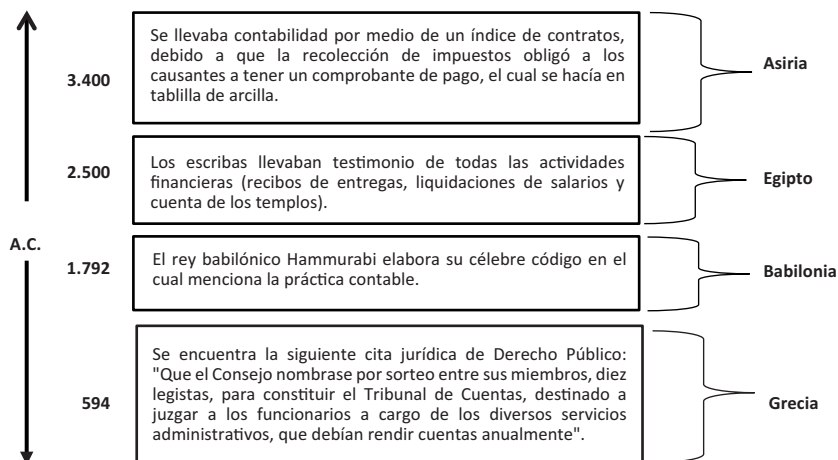 Se llevaba contabilidad por medio de un índice de contratos,
debido a que la recolección de impuestos obligó a los
causantes a tener un comprobante de pago, el cual se hacía en
tablilla de arcilla.
3.400
Asiria
Los escribas llevaban testimonio de todas las actividades
financieras (recibos de entregas, liquidaciones de salarios y
cuenta de los templos).
2.500
Egipto
A.C.
El rey babilónico Hammurabi elabora su célebre código en el
cual menciona la práctica contable.
1.792
Babilonia
Se encuentra la siguiente cita jurídica de Derecho Público:
"Que el Consejo nombrase por sorteo entre sus miembros, diez
legistas, para constituir el Tribunal de Cuentas, destinado a
juzgar a los funcionarios a cargo de los diversos servicios
administrativos, que debían rendir cuentas anualmente".
594
Grecia